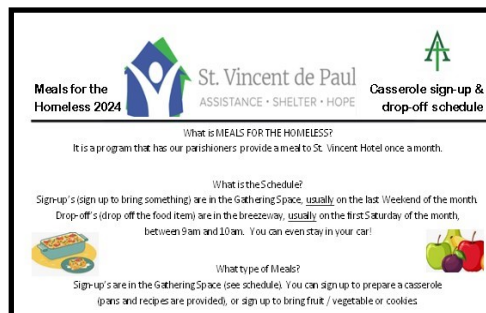 Meals for the
Homeless 2024
St. Vincent de Paul
ASSISTANCE • SHELTER • HOPE
Casserole sign-up &
drop-off schedule
What is MEALS FOR THE HOMELESS?
It is a program that has our parishioners provide a meal to St. Vincent Hotel once a month.
What is the Schedule?
Sign-up's (sign up to bring something) are in the Gathering Space, usually on the last Weekend of the month.
Drop-off's (drop off the food item) are in the breezeway, usually on the first Saturday of the month,
between 9am and 10am. You can even stay in your car!
What type of Meals?
Sign-up's are in the Gathering Space (see schedule). You can sign up to prepare a casserole
(pans and recipes are provided), or sign up to bring fruit / vegetable or cookies.